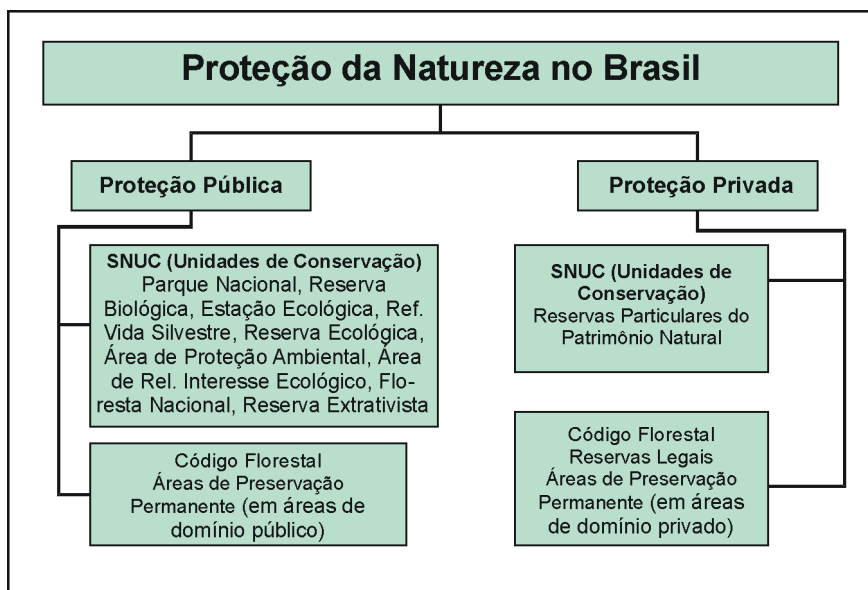 Proteção da Natureza no Brasil
Proteção Pública
SNUC (Unidades de Conservação)
Parque Nacional, Reserva
Biológica, Estação Ecológica, Ref.
Vida Silvestre, Reserva Ecológica,
Área de Proteção Ambiental, Área
de Rel. Interesse Ecológico, Flo-
resta Nacional, Reserva Extrativista
Código Florestal
Áreas de Preservação
Permanente (em áreas de
domínio público)
Proteção Privada
SNUC (Unidades de
Conservação)
Reservas Particulares do
Patrimônio Natural
Código Florestal
Reservas Legais
Áreas de Preservação
Permanente (em áreas
de domínio privado)